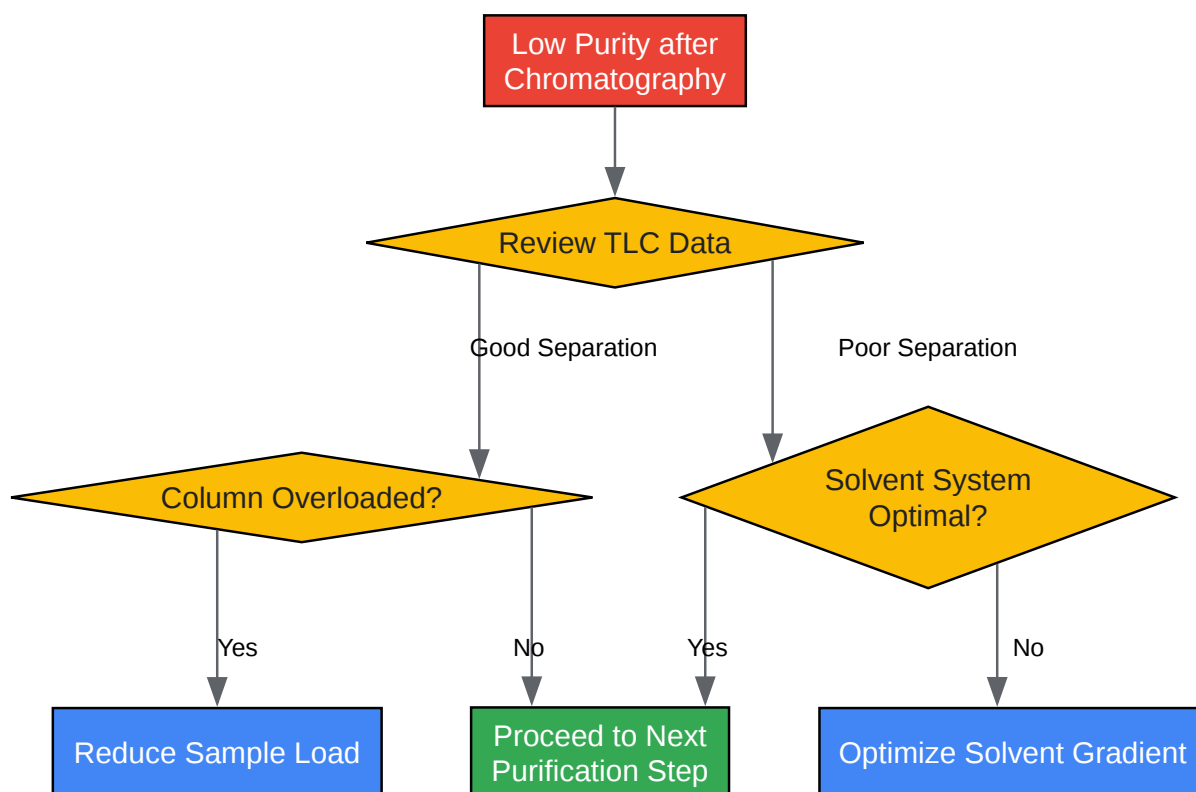 Low Purity after
Chromatography
Review TLC Data
Good Separation
Poor Separation
Column Overloaded?
Solvent System
Optimal?
Yes
No
Yes
No
Reduce Sample Load
Proceed to Next
Purification Step
Optimize Solvent Gradient